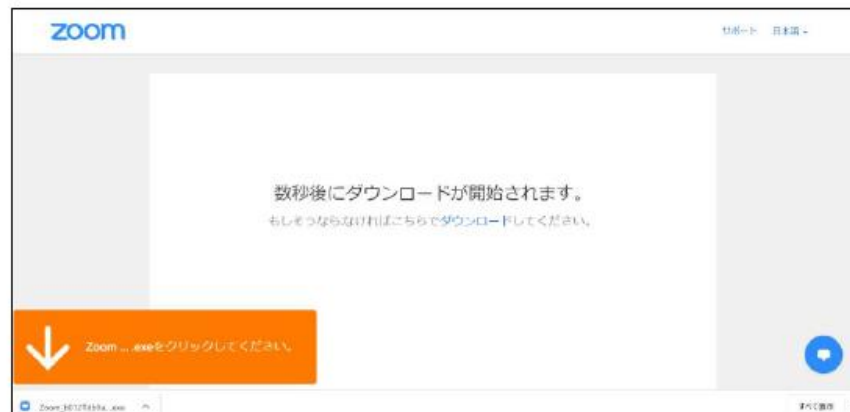 zoom
サポート 日本語
数秒後にダウンロードが開始されます。
もしそうならなければこちらでダウンロードしてください。
Zoom ... .exeをクリックしてください。
すべて表示